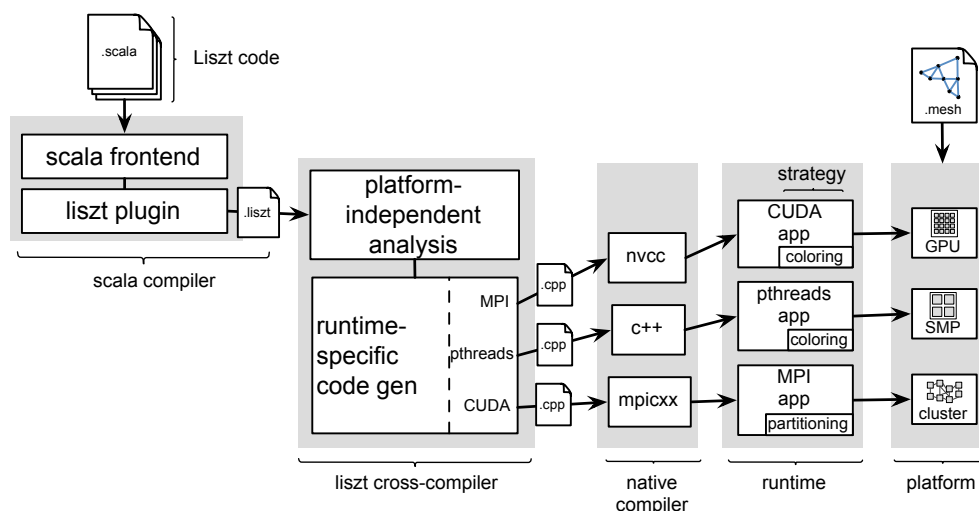 .scala
Liszt code
scala frontend
liszt plugin
.liszt
scala compiler
platform-
independent
analysis
runtime-
specific
code gen
MPI
pthreads
CUDA
.cpp
.cpp
.cpp
liszt cross-compiler
nvcc
c++
mpicxx
native
compiler
strategy
CUDA
app
coloring
pthreads
app
coloring
MPI
app
partitioning
runtime
.mesh
GPU
SMP
cluster
platform